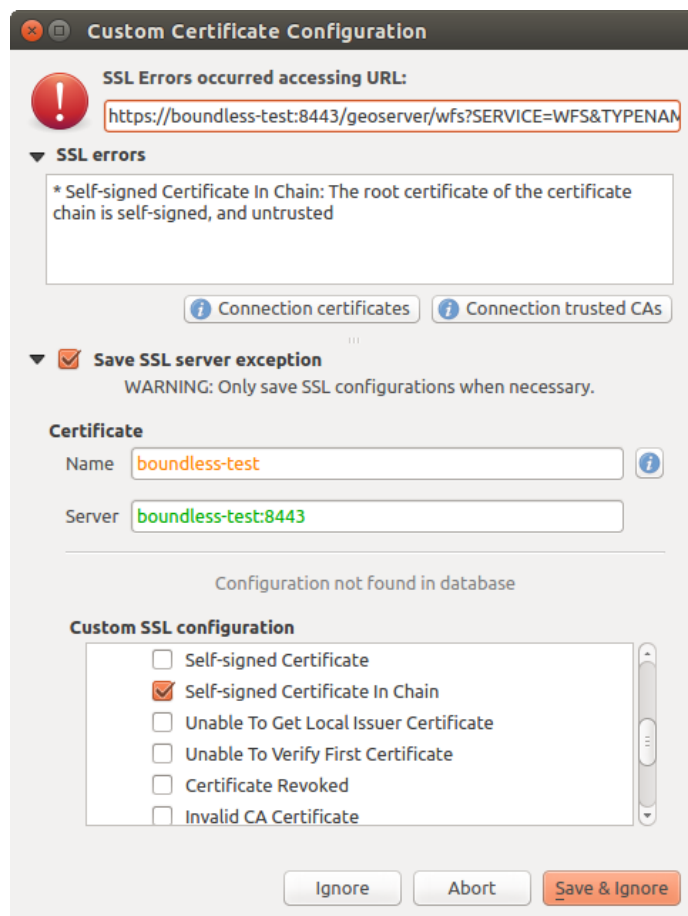 Custom Certificate Configuration
SSL Errors occurred accessing URL:
https://boundless-test:8443/geoserver/wfs?SERVICE=WFS&TYPENAM
SSL errors
* Self-signed Certificate In Chain: The root certificate of the certificate
chain is self-signed, and untrusted
Connection certificates
Connection trusted CAs
Save SSL server exception
WARNING: Only save SSL configurations when necessary.
Certificate
Name boundless-test
Server boundless-test:8443
Configuration not found in database
Custom SSL configuration
Self-signed Certificate
Self-signed Certificate In Chain
Unable To Get Local Issuer Certificate
Unable To Verify First Certificate
Certificate Revoked
Invalid CA Certificate
Ignore
Abort
Save & Ignore